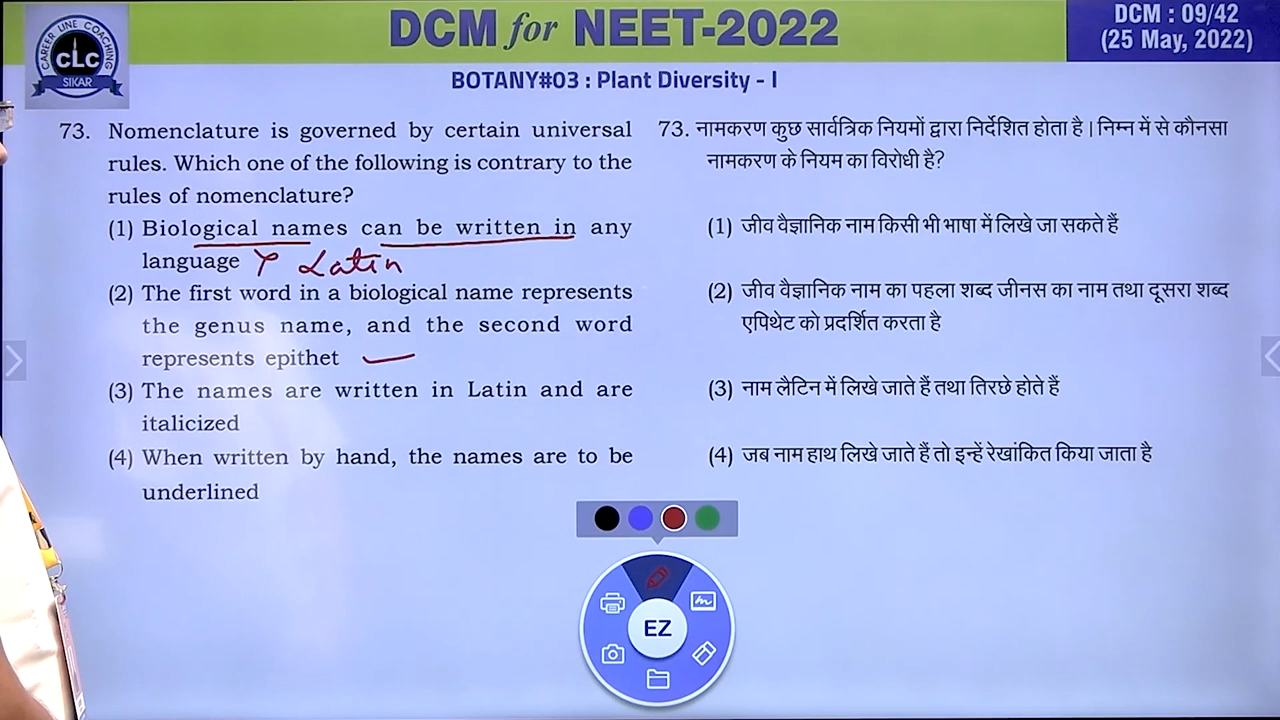 DCM for NEET-2022
DCM : 09/42
(25 May, 2022)
CAREER LINE COACHING
CLC
SIKAR
BOTANY#03 : Plant Diversity - I
73. Nomenclature is governed by certain universal
rules. Which one of the following is contrary to the
rules of nomenclature?
(1) Biological names can be written in any
language Latin
(2) The first word in a biological name represents
the genus name, and the second word
represents epithet
(3) The names are written in Latin and are
italicized
(4) When written by hand, the names are to be
underlined
73. नामकरण कुछ सार्वत्रिक नियमों द्वारा निर्देशित होता है। निम्न में से कौनसा
नामकरण के नियम का विरोधी है?
(1) जीव वैज्ञानिक नाम किसी भी भाषा में लिखे जा सकते हैं
(2) जीव वैज्ञानिक नाम का पहला शब्द जीनस का नाम तथा दूसरा शब्द
एपिथेट को प्रदर्शित करता है
(3) नाम लैटिन में लिखे जाते हैं तथा तिरछे होते हैं
(4) जब नाम हाथ लिखे जाते हैं तो इन्हें रेखांकित किया जाता है
EZ